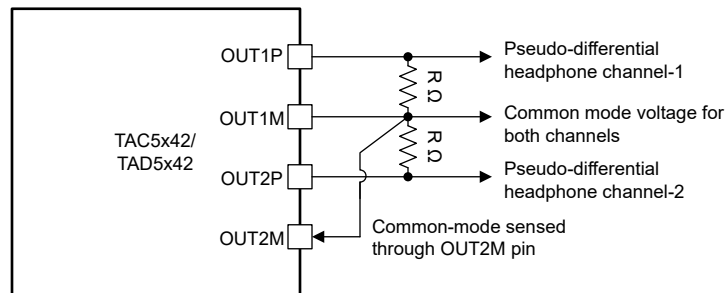 OUT1P
Pseudo-differential
headphone channel-1
R Ω
OUT1M
Common mode voltage for
both channels
TAC5x42/
TAD5x42
R Ω
OUT2P
Pseudo-differential
headphone channel-2
OUT2M
Common-mode sensed
through OUT2M pin